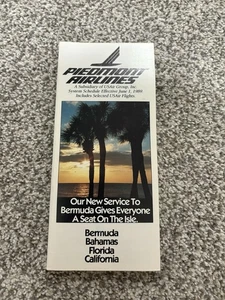 PIEDMONT
AIRLINES
A Subsidiary of USAir Group, Inc.
System Schedule Effective June 1, 1989
Includes Selected USAir Flights.
Our New Service To
Bermuda Gives Everyone
A Seat On The Isle.
Bermuda
Bahamas
Florida
California